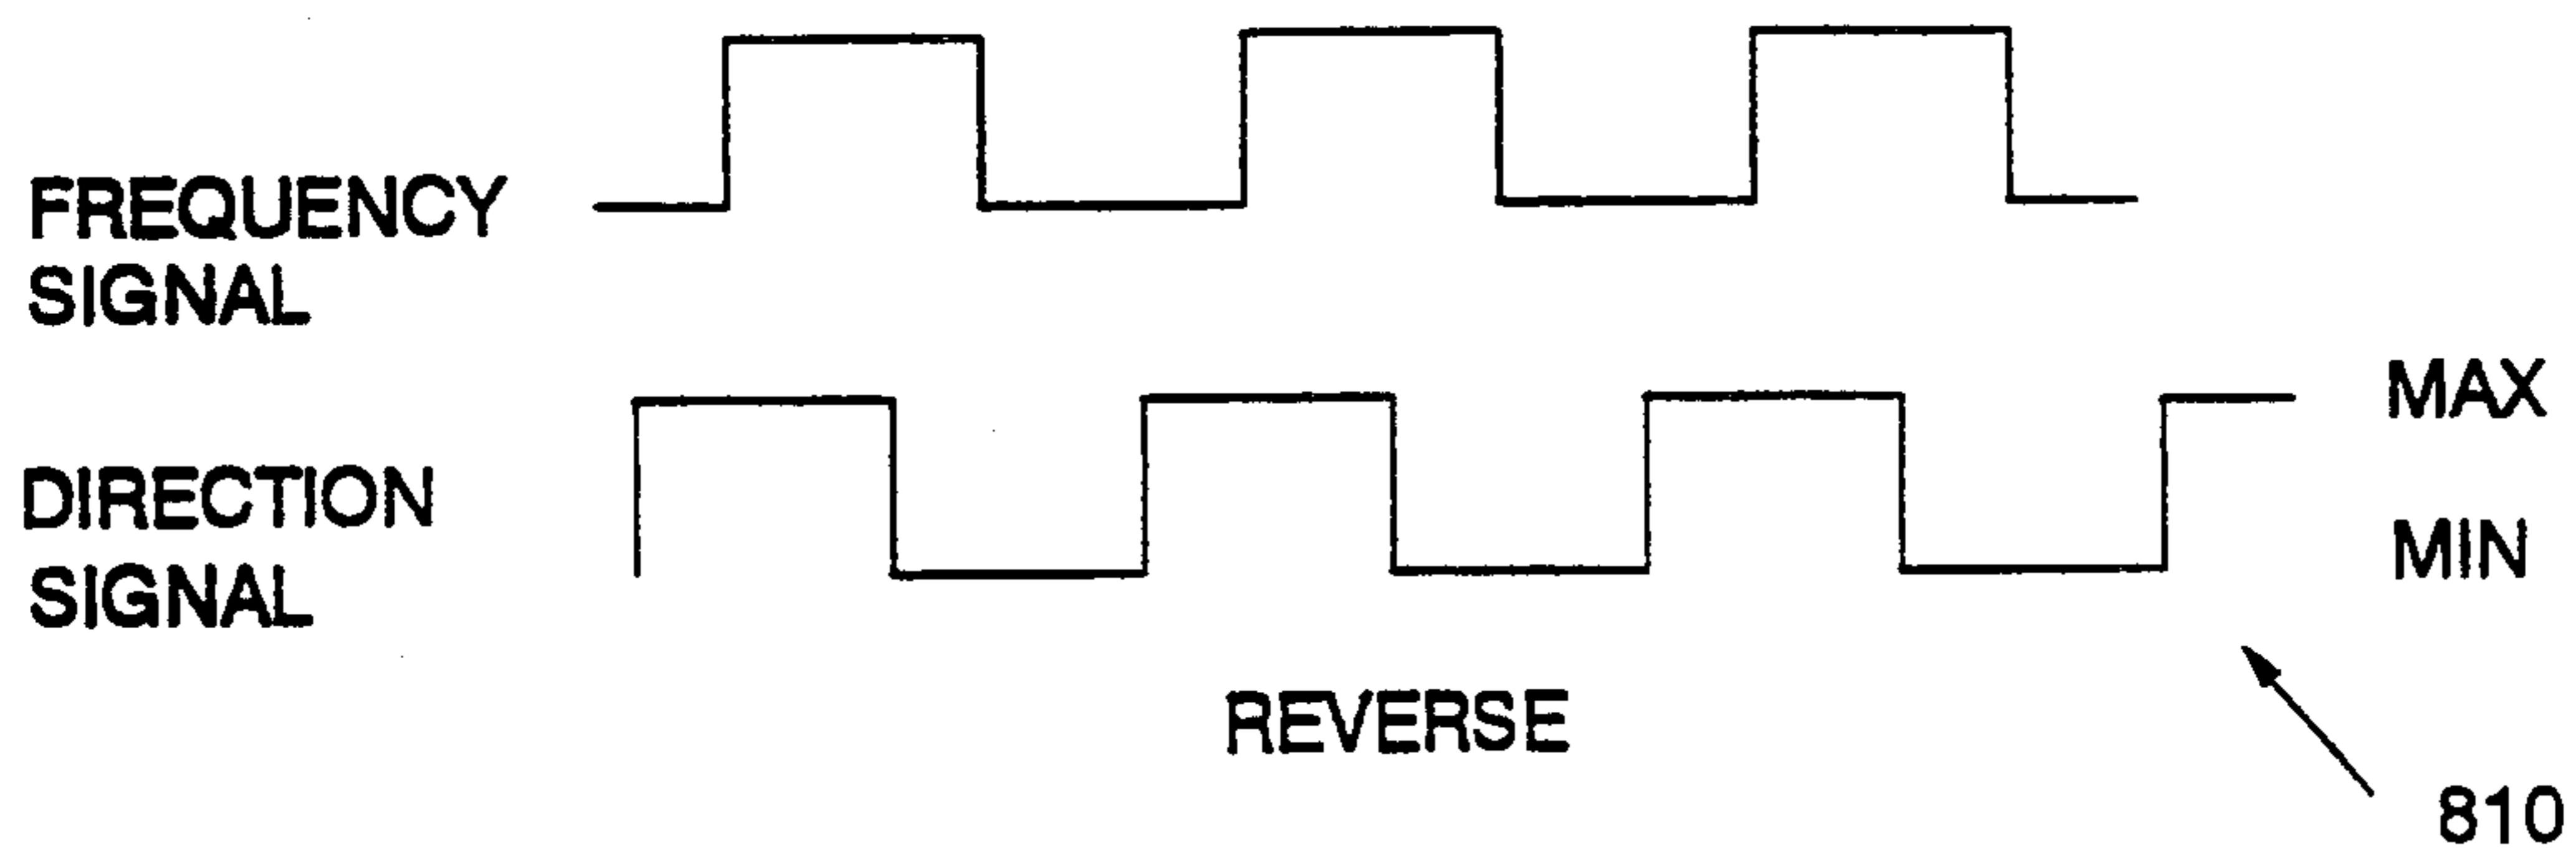 FREQUENCY
SIGNAL
MAX
DIRECTION
SIGNAL
MIN
REVERSE
810